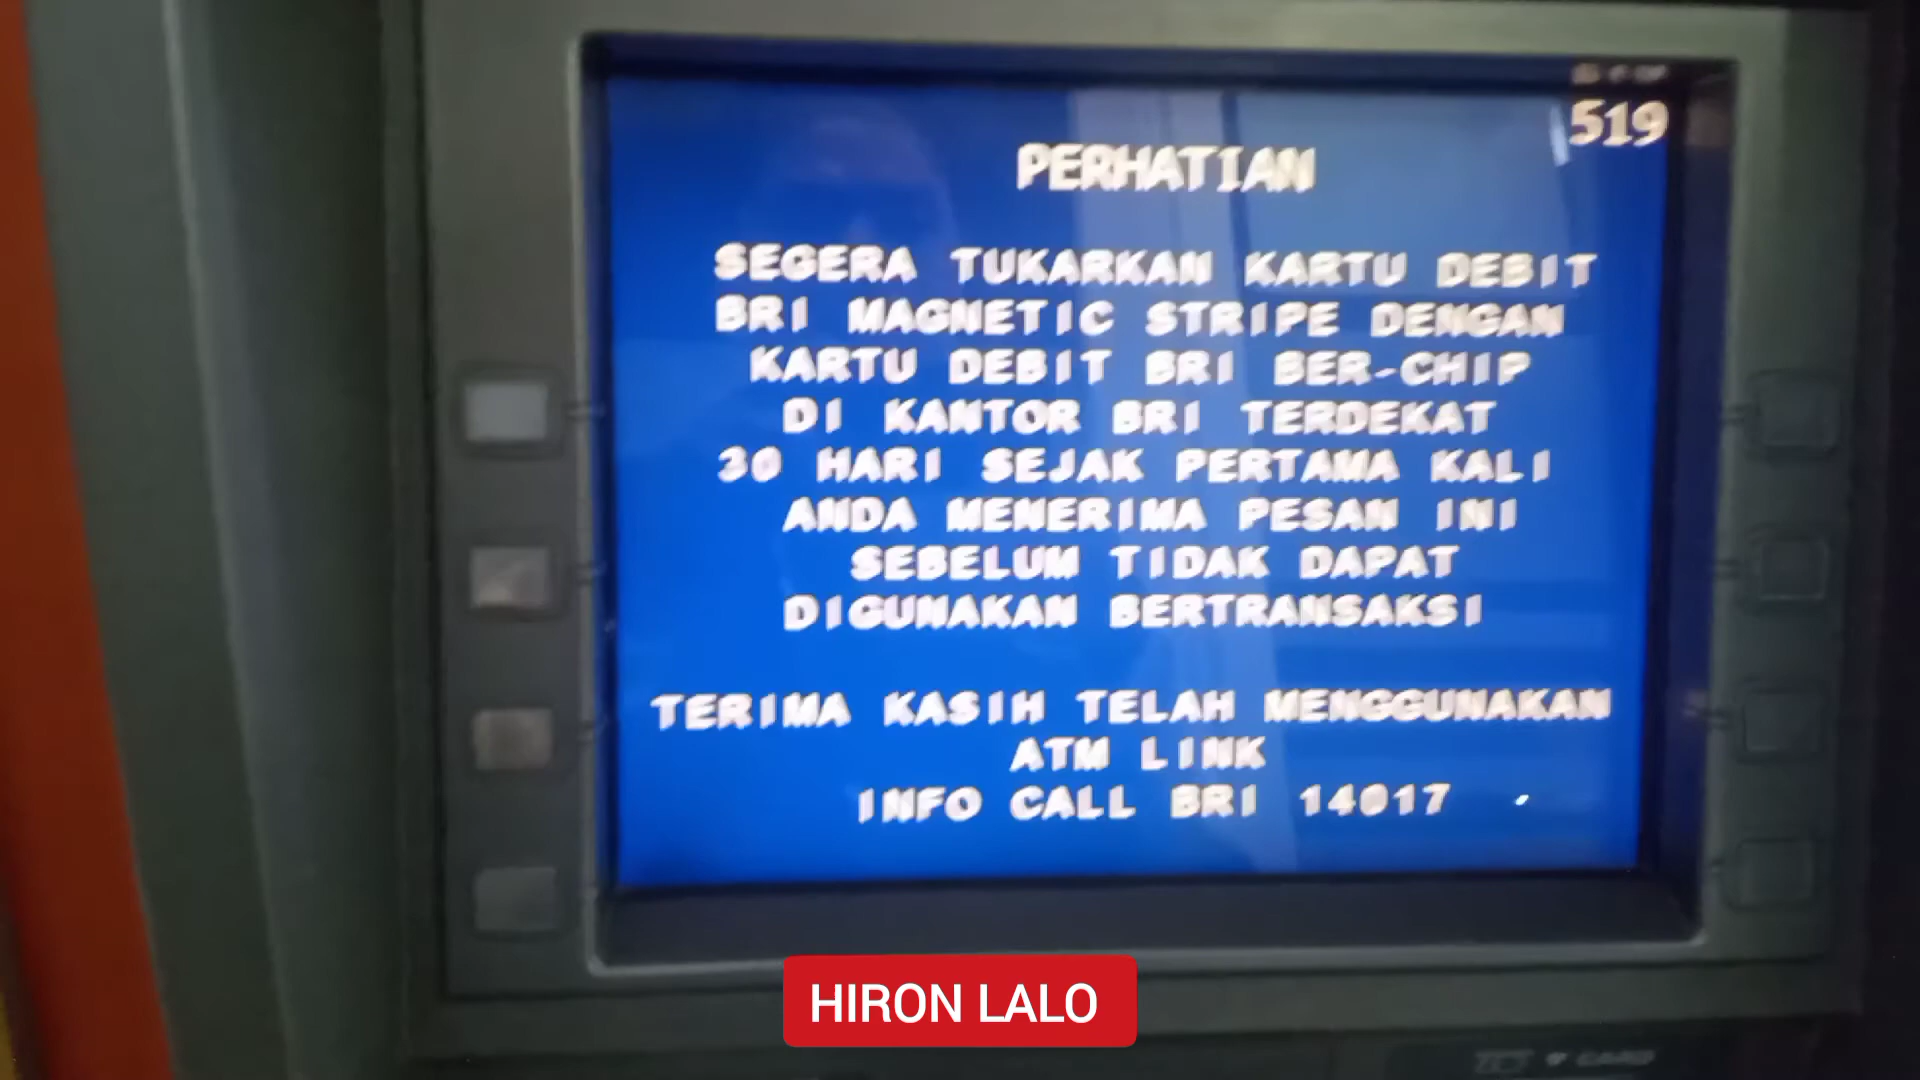 519
PERHATIAN
SEGERA TUKARKAN KARTU DEBIT
BRI MAGNETIC STRIPE DENGAN
KARTU DEBIT BRI BER-CHIP
DI KANTOR BRI TERDEKAT
30 HARI SEJAK PERTAMA KALI
ANDA MENERIMA PESAN INI
SEBELUM TIDAK DAPAT
DIGUNAKAN BERTRANSAKSI
TERIMA KASIH TELAH MENGGUNAKAN
ATM LINK
INFO CALL BRI 14017
HIRON LALO
CARD